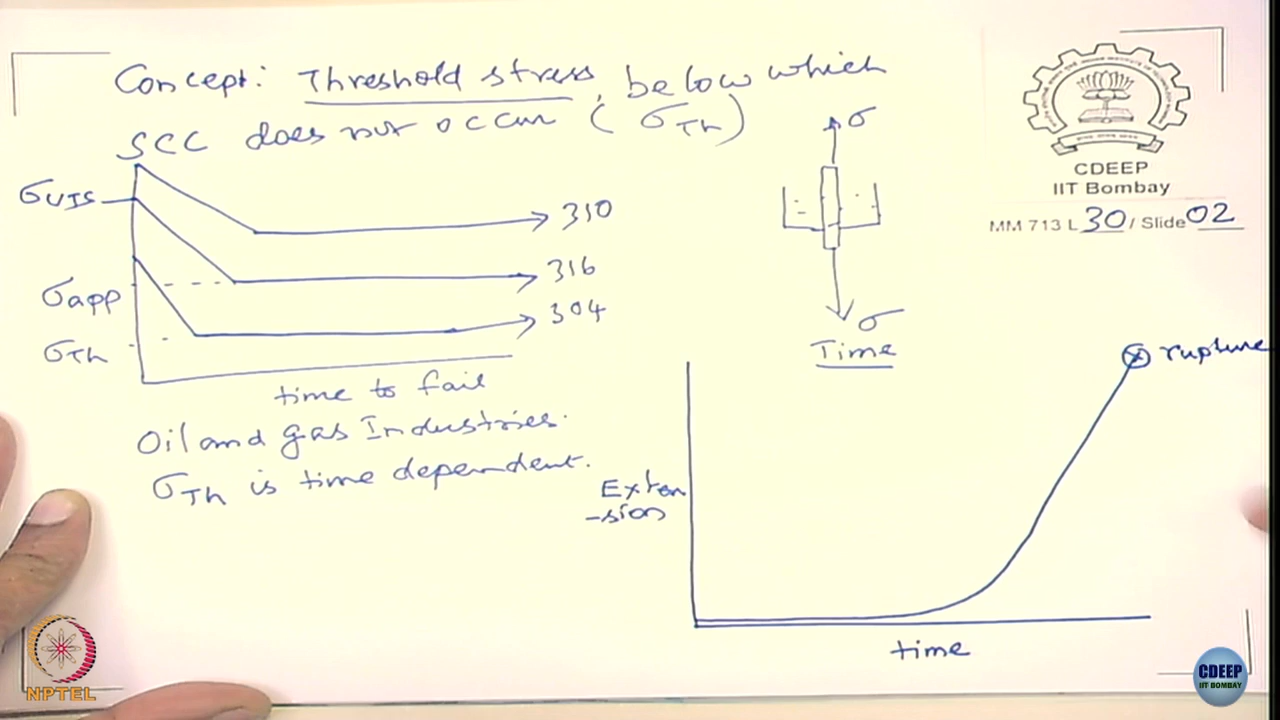 Concept: Threshold stress, below which
SCC does not occur (σTh)
σUTS
σapp
σTh
310
316
304
time to fail
Oil and gas Industries.
σTh is time dependent.
σ
σ
Time
Exten
-sion
rupture
time
CDEEP
IIT Bombay
MM 713 L 30 / Slide 02
NPTEL
CDEEP
IIT BOMBAY